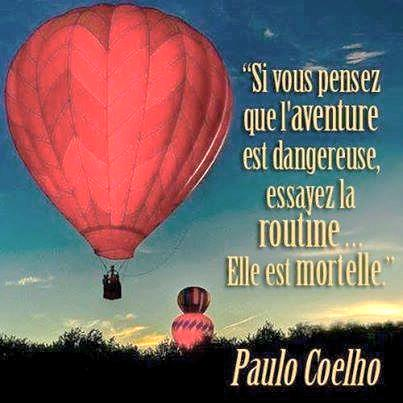 “Si vous pensez
que l'aventure
est dangereuse,
essayez la
routine ...
Elle est mortelle.”
Paulo Coelho